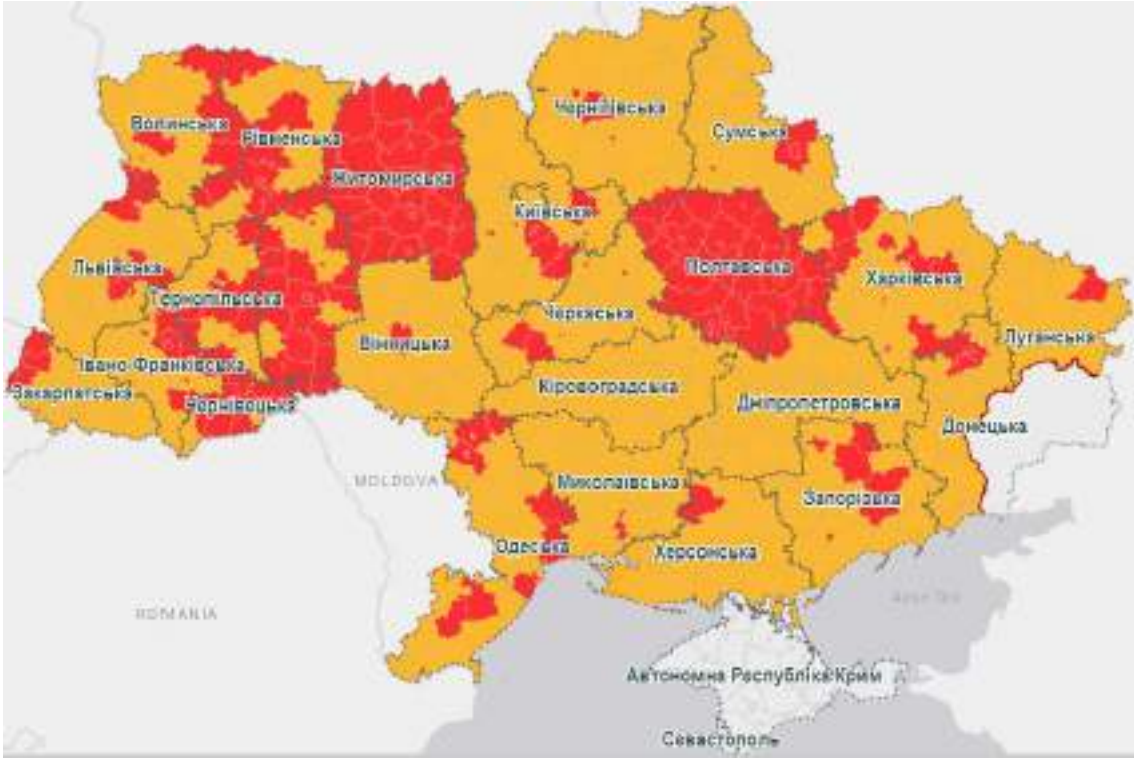 Чернігівська
Волинська
Сумська
Рівненська
Житомирська
Київська
Львівська
Полтавська
Харківська
Тернопільська
Черкаська
Вінницька
Луганська
Івано-Франківська
Кіровоградська
Закарпатська
Чернівецька
Дніпропетровська
Донецька
MOLDOVA
Миколаївська
Запорізька
Одеська
Херсонська
ROMANIA
Автономна Республіка Крим
Севастополь